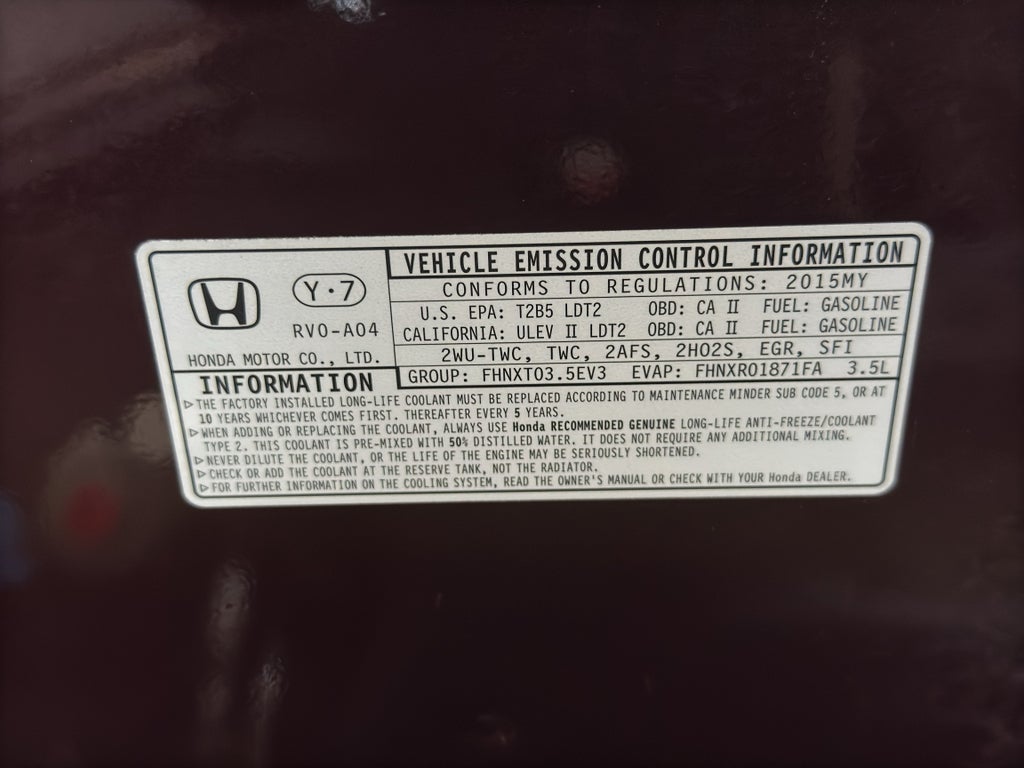 Y·7
RV0-A04
HONDA MOTOR CO., LTD.
VEHICLE EMISSION CONTROL INFORMATION
CONFORMS TO REGULATIONS: 2015MY
U.S. EPA: T2B5 LDT2 OBD: CA II FUEL: GASOLINE
CALIFORNIA: ULEV II LDT2 OBD: CA II FUEL: GASOLINE
2WU-TWC, TWC, 2AFS, 2HO2S, EGR, SFI
GROUP: FHNXT03.5EV3 EVAP: FHNXR01871FA 3.5L
INFORMATION
▷THE FACTORY INSTALLED LONG-LIFE COOLANT MUST BE REPLACED ACCORDING TO MAINTENANCE MINDER SUB CODE 5, OR AT
10 YEARS WHICHEVER COMES FIRST. THEREAFTER EVERY 5 YEARS.
▷WHEN ADDING OR REPLACING THE COOLANT, ALWAYS USE Honda RECOMMENDED GENUINE LONG-LIFE ANTI-FREEZE/COOLANT
TYPE 2. THIS COOLANT IS PRE-MIXED WITH 50% DISTILLED WATER. IT DOES NOT REQUIRE ANY ADDITIONAL MIXING.
▷NEVER DILUTE THE COOLANT, OR THE LIFE OF THE ENGINE MAY BE SERIOUSLY SHORTENED.
▷CHECK OR ADD THE COOLANT AT THE RESERVE TANK, NOT THE RADIATOR.
▷FOR FURTHER INFORMATION ON THE COOLING SYSTEM, READ THE OWNER'S MANUAL OR CHECK WITH YOUR Honda DEALER.